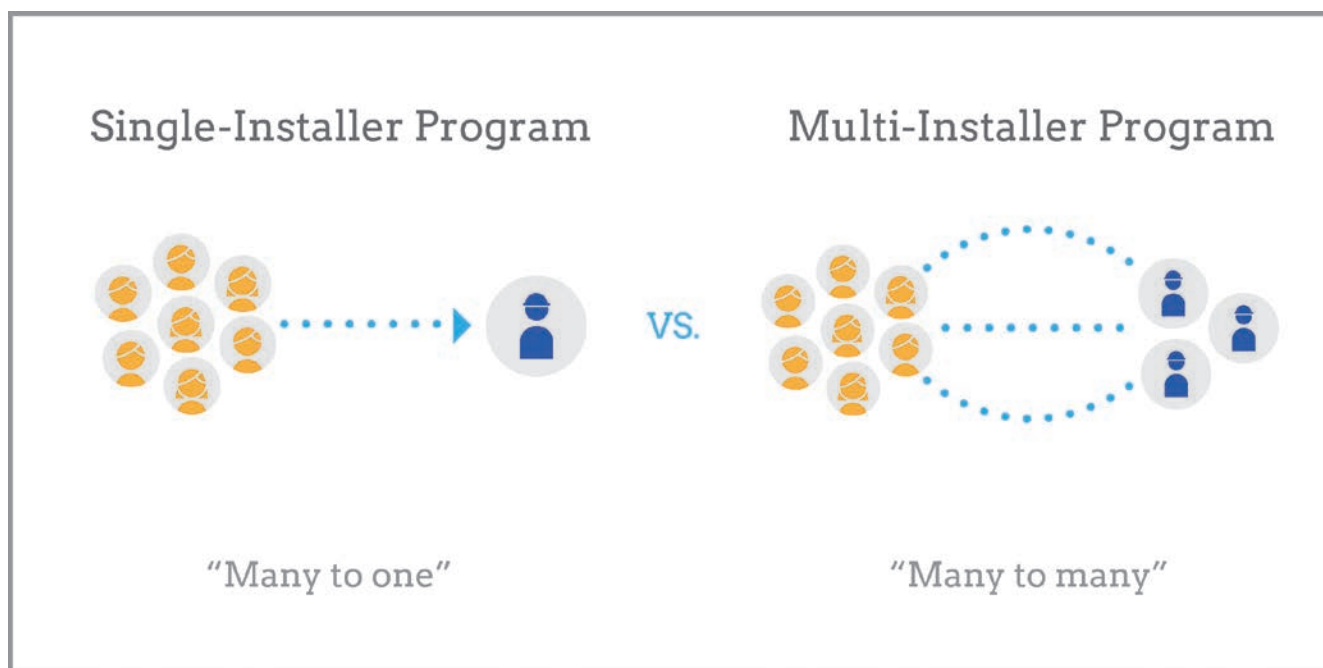 Single-Installer Program
Multi-Installer Program
VS.
“Many to one”
“Many to many”